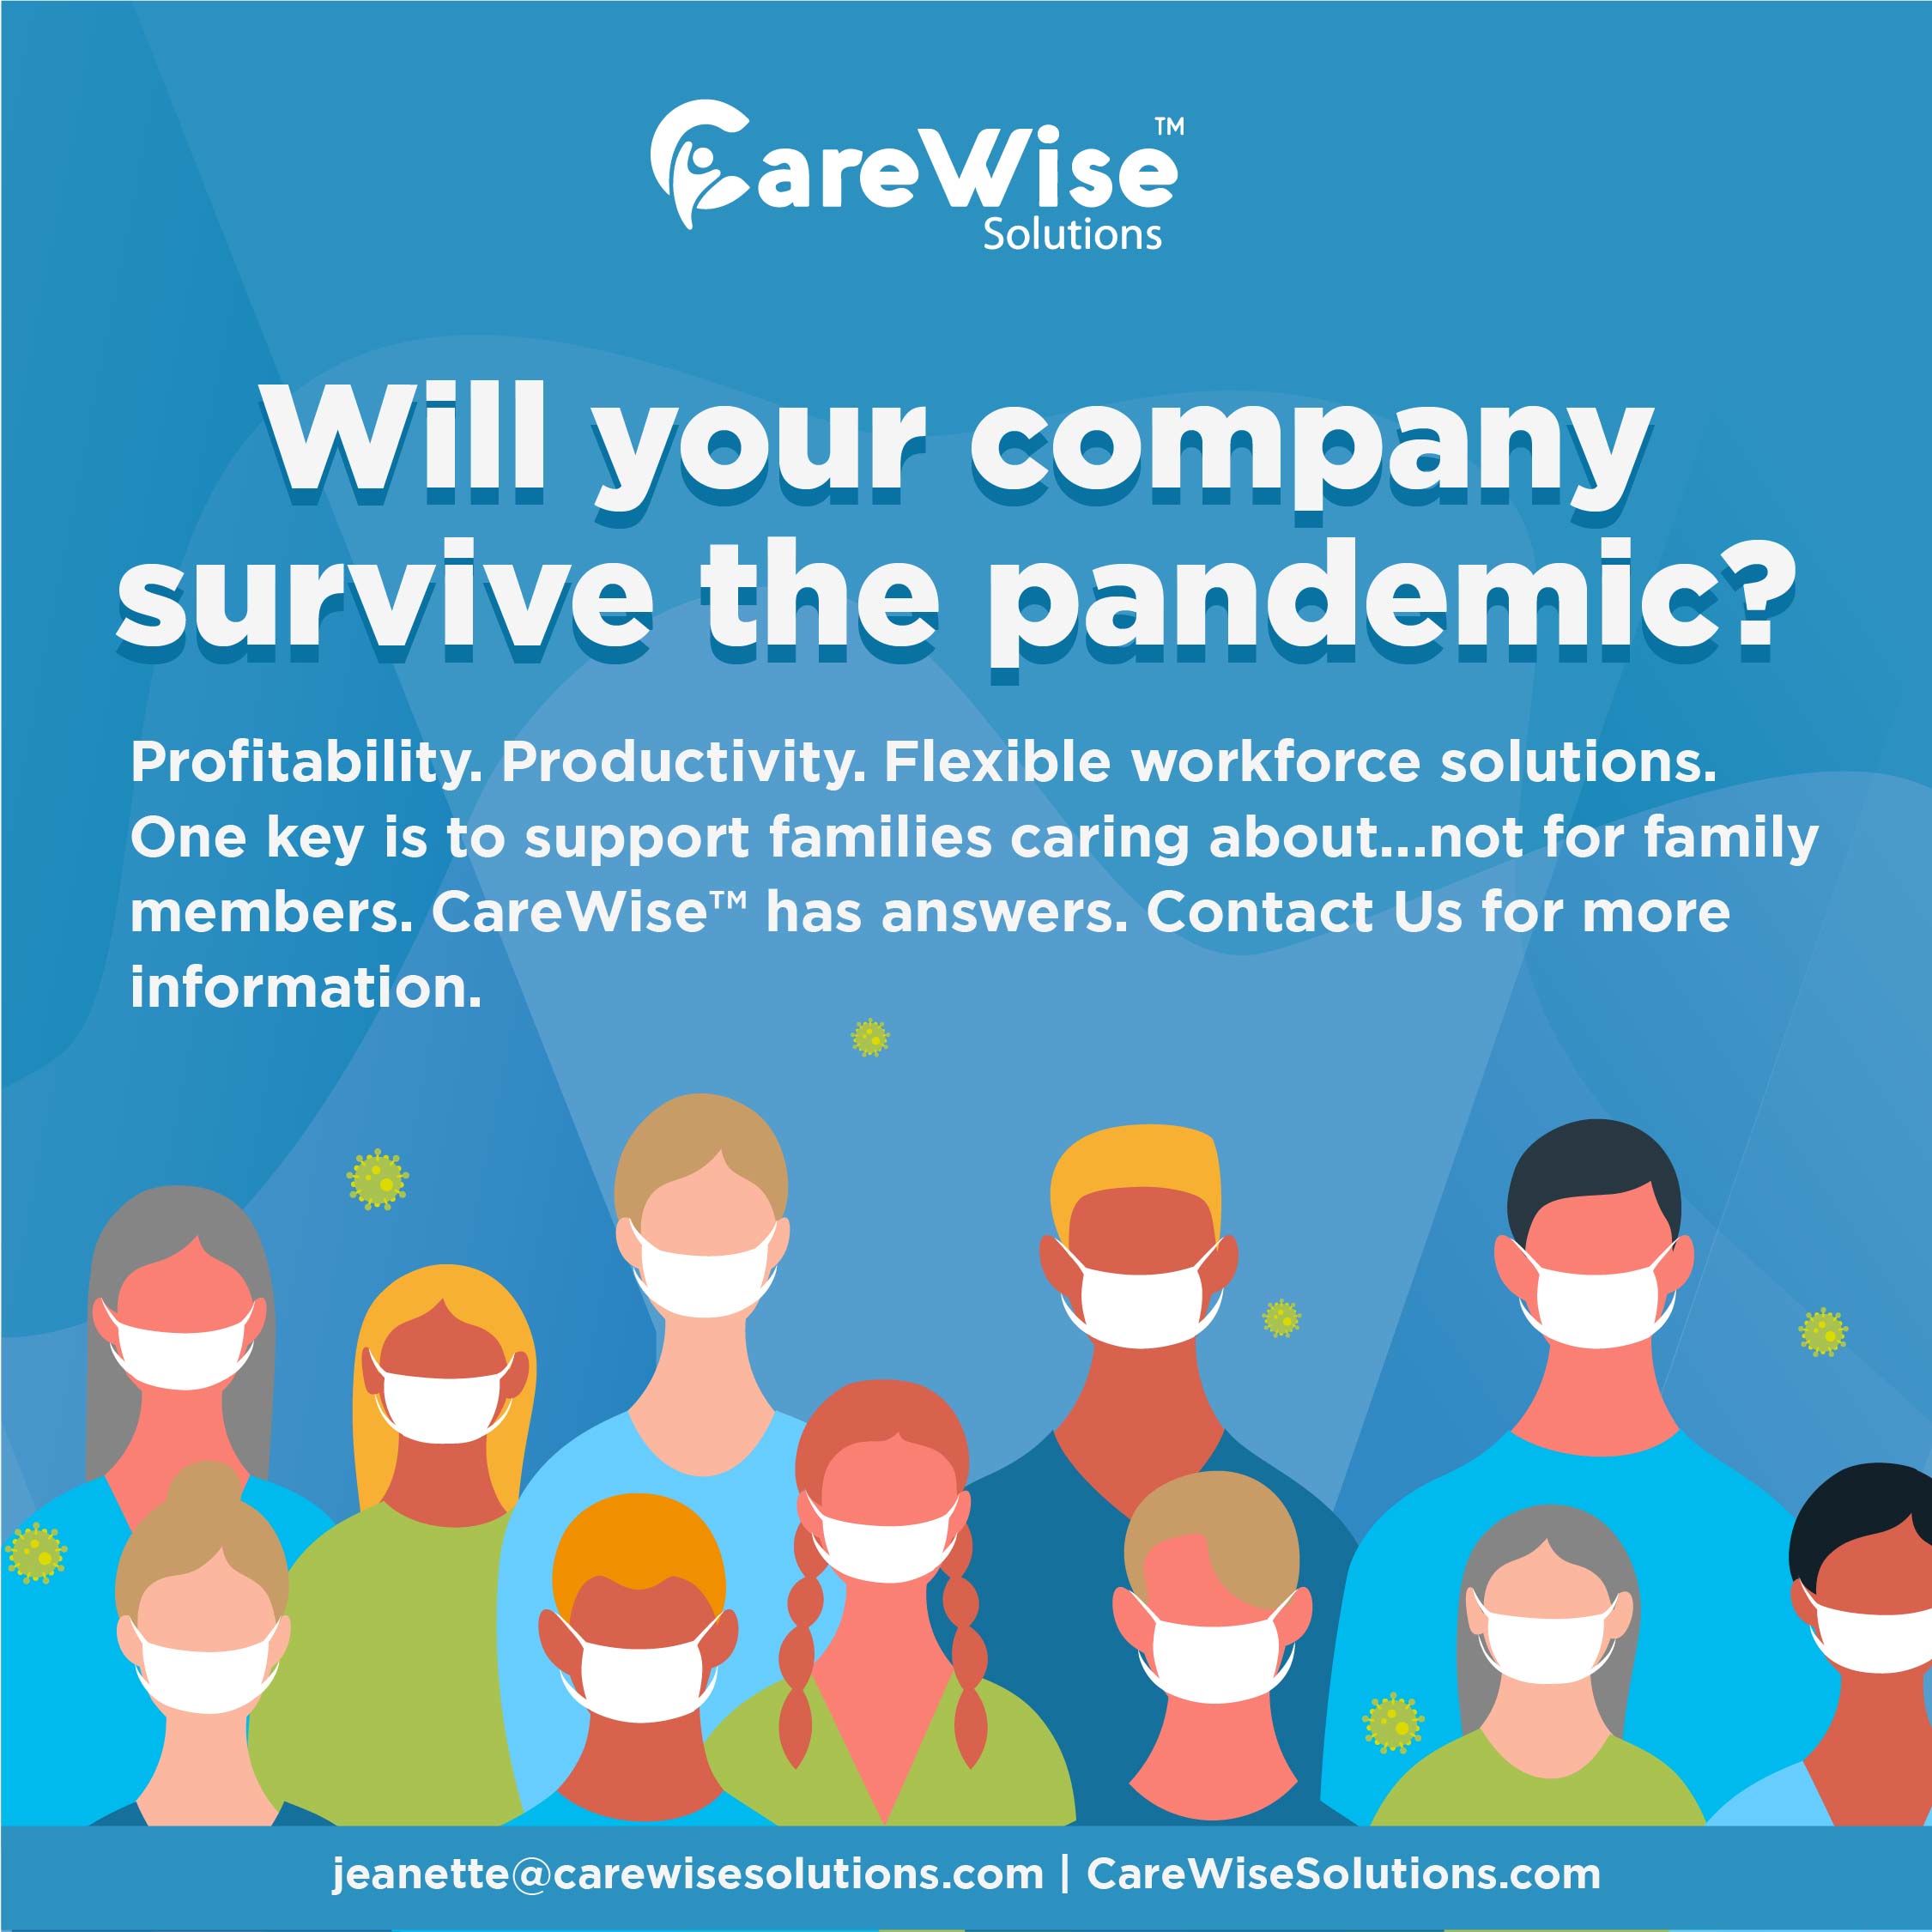 CareWise™
Solutions
Will your company
survive the pandemic?
Profitability. Productivity. Flexible workforce solutions.
One key is to support families caring about...not for family
members. CareWise™ has answers. Contact Us for more
information.
jeanette@carewisesolutions.com | CareWiseSolutions.com